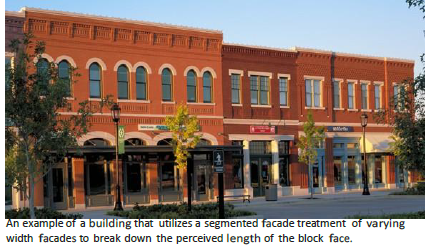 An example of a building that utilizes a segmented facade treatment of varying
width facades to break down the perceived length of the block face.